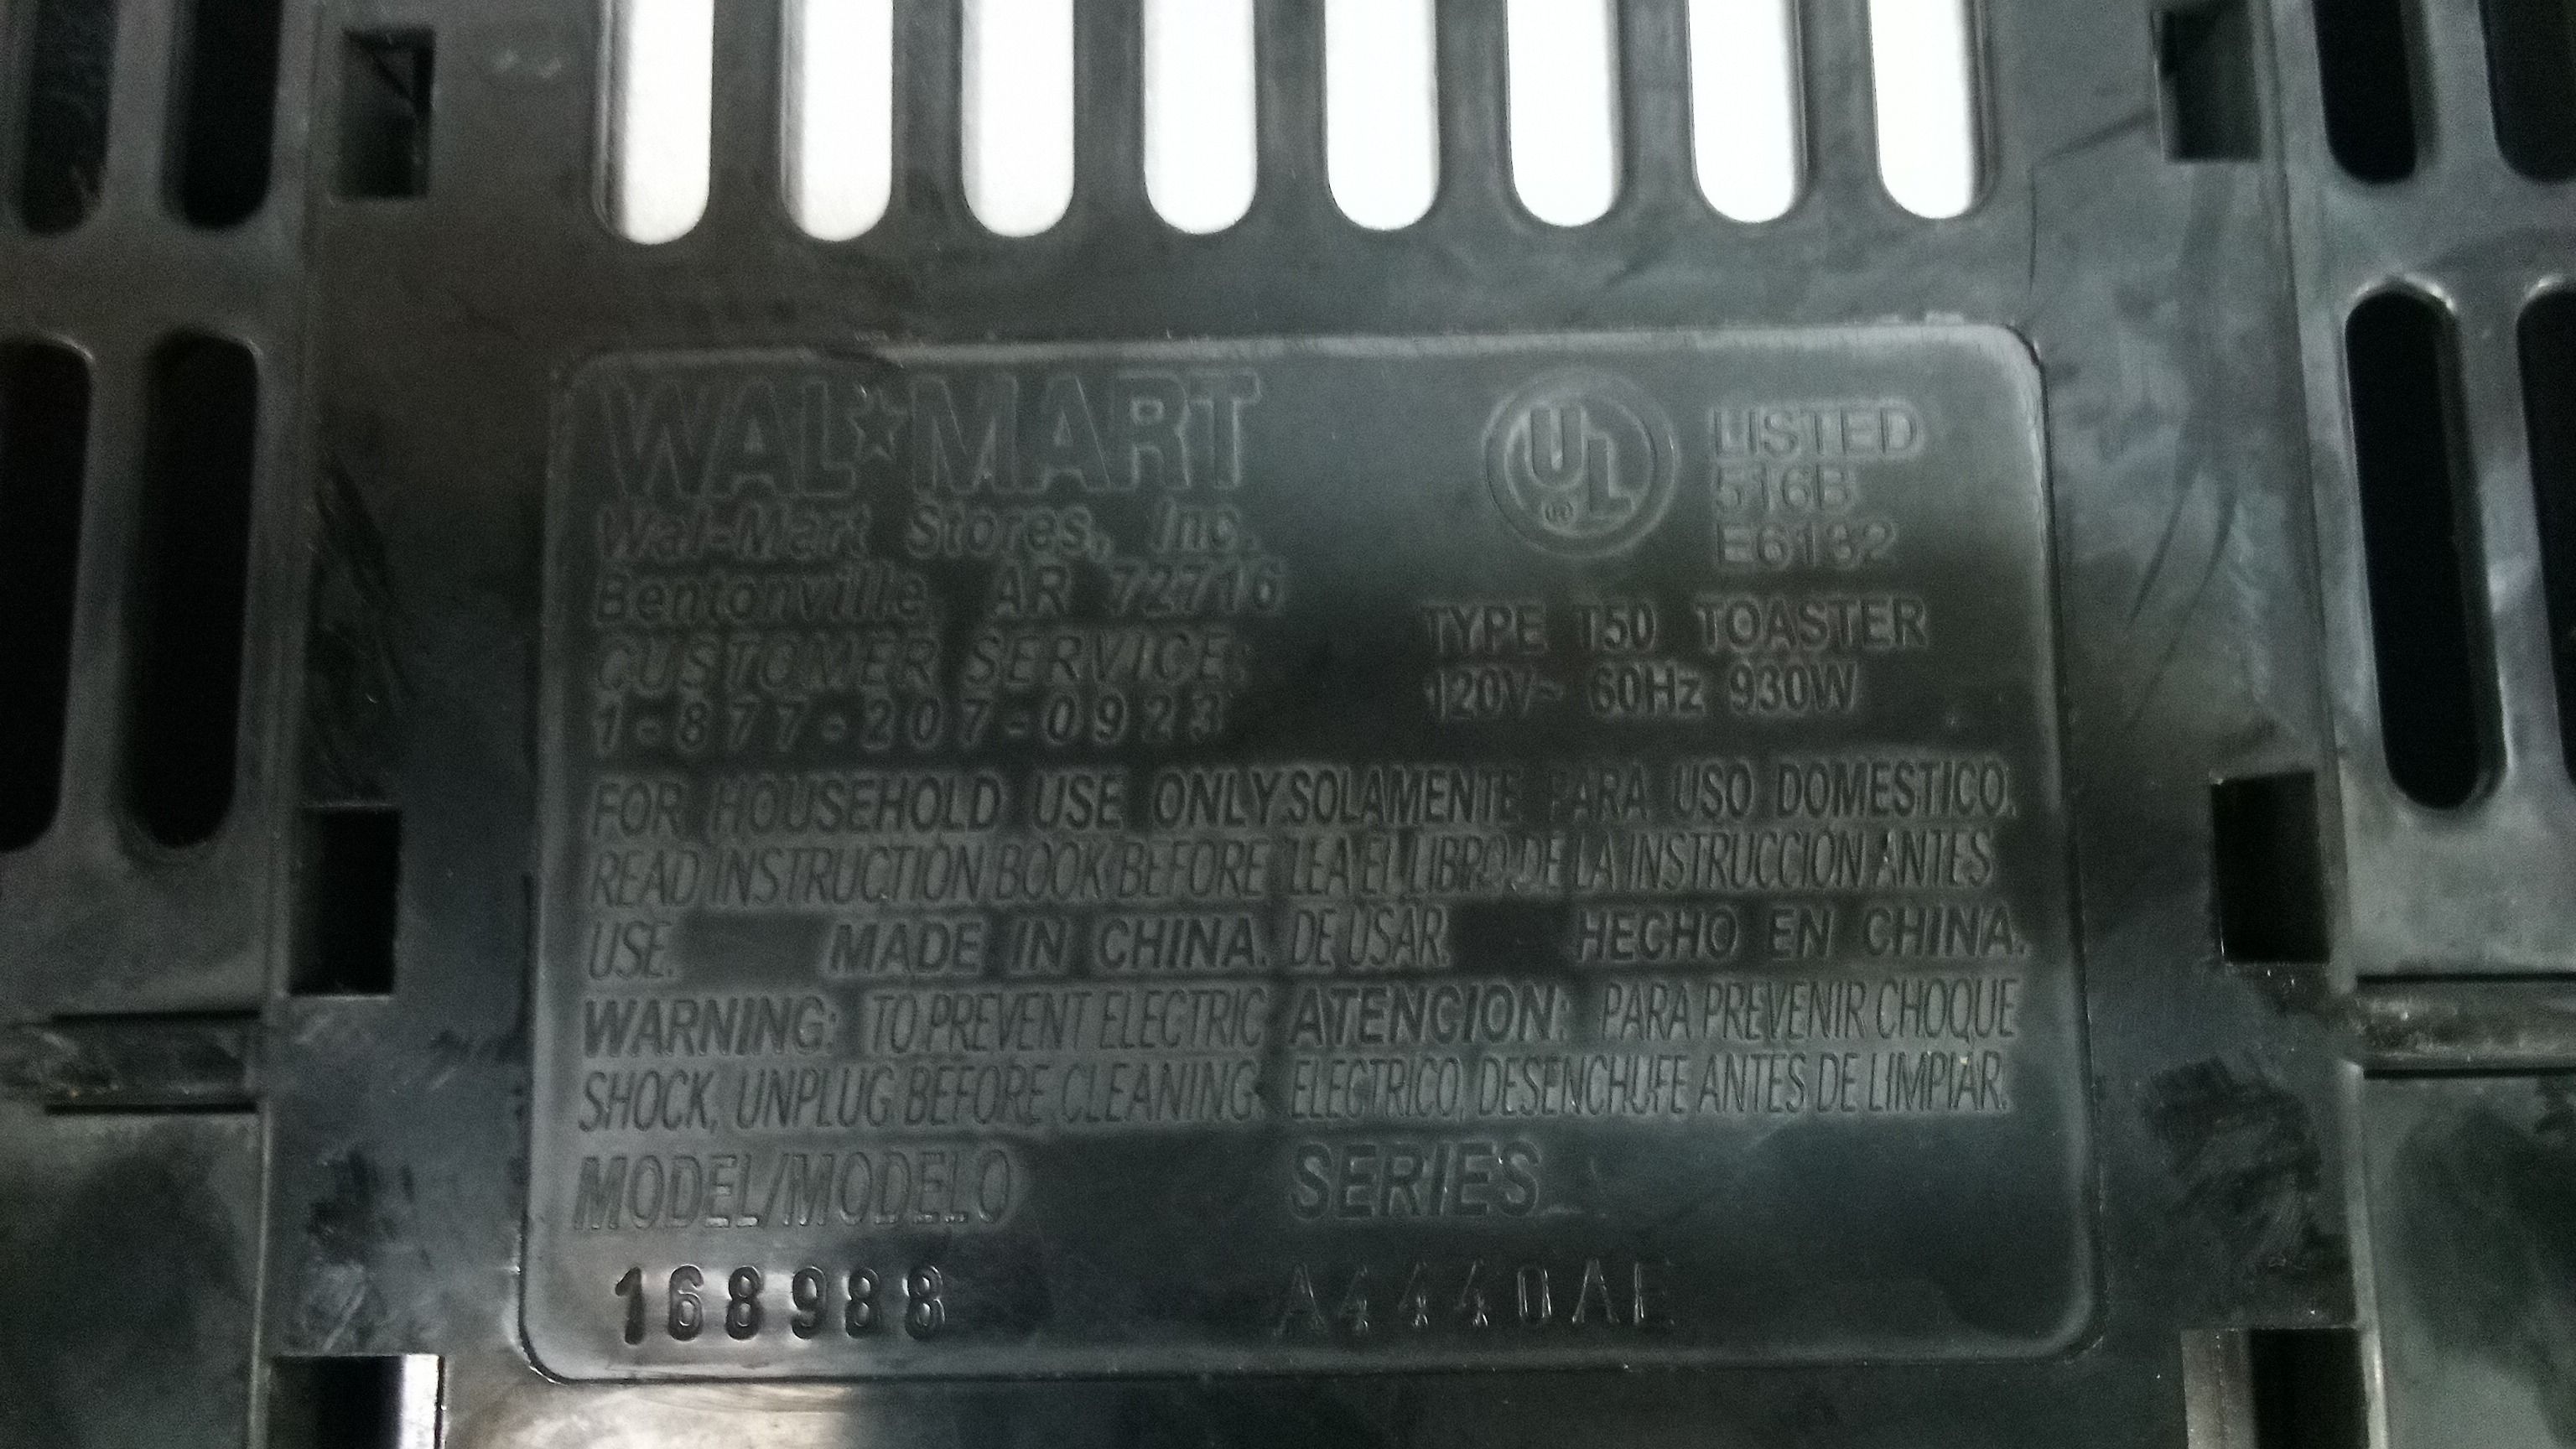 WAL★MART
Wal-Mart Stores, Inc.
Bentonville AR 72716
CUSTOMER SERVICE:
1-877-207-0923
UL
LISTED
516B
E6132
TYPE T50 TOASTER
120V~ 60Hz 930W
FOR HOUSEHOLD USE ONLY
READ INSTRUCTION BOOK BEFORE
USE. MADE IN CHINA.
WARNING: TO PREVENT ELECTRIC
SHOCK, UNPLUG BEFORE CLEANING.
SOLAMENTE PARA USO DOMESTICO.
LEA EL LIBRO DE LA INSTRUCCIÓN ANTES
DE USAR. HECHO EN CHINA.
ATENCION: PARA PREVENIR CHOQUE
ELECTRICO, DESENCHUFE ANTES DE LIMPIAR.
MODEL/MODELO
168988
SERIES
A4440AE